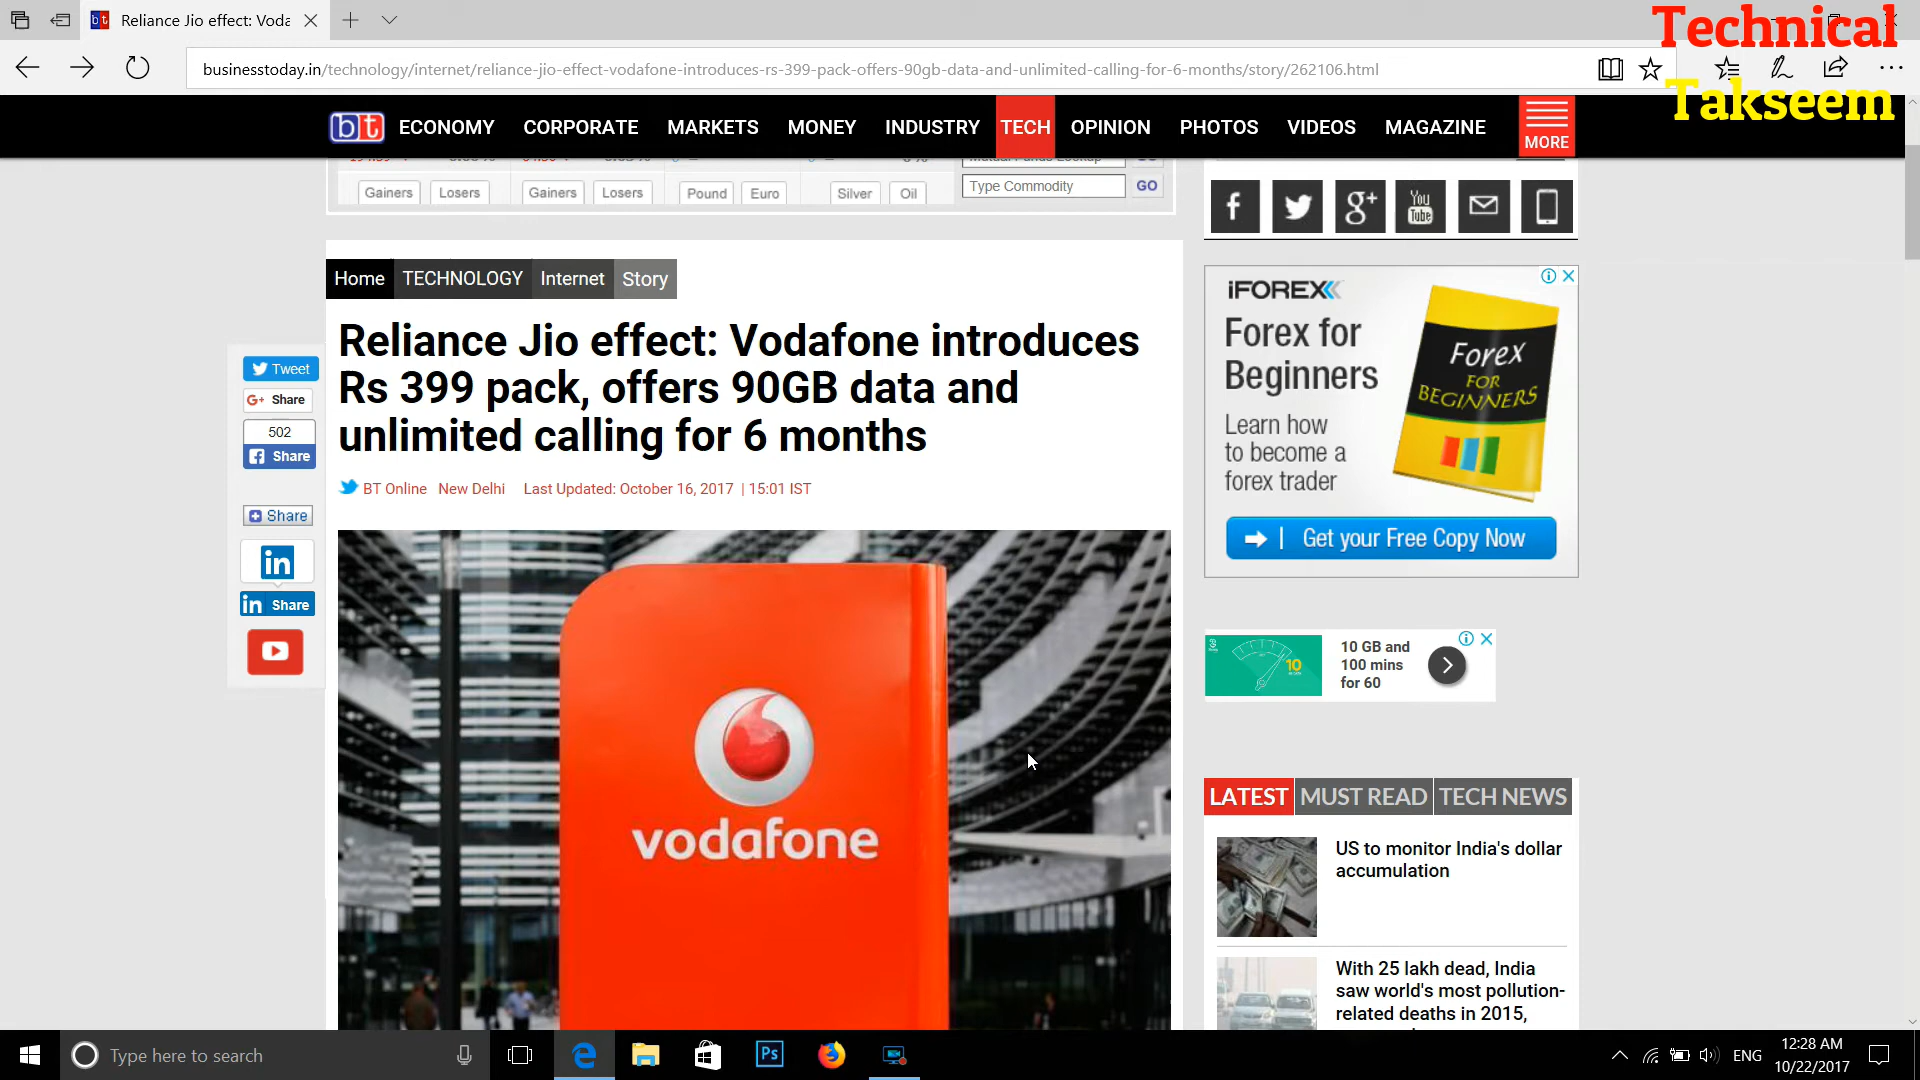 Reliance Jio effect: Voda
Technical
Takseem
businesstoday.in/technology/internet/reliance-jio-effect-vodafone-introduces-rs-399-pack-offers-90gb-data-and-unlimited-calling-for-6-months/story/262106.html
bt ECONOMY CORPORATE MARKETS MONEY INDUSTRY TECH OPINION PHOTOS VIDEOS MAGAZINE MORE
Gainers Losers Gainers Losers Pound Euro Silver Oil Type Commodity GO
f g+ You Tube
Home TECHNOLOGY Internet Story
Reliance Jio effect: Vodafone introduces
Rs 399 pack, offers 90GB data and
unlimited calling for 6 months
BT Online New Delhi Last Updated: October 16, 2017 | 15:01 IST
Tweet
G+ Share
502
Share
Share
in
in Share
vodafone
iFOREX
Forex for
Beginners
Learn how
to become a
forex trader
Forex
FOR
BEGINNERS
Get your Free Copy Now
10
10 GB and
100 mins
for 60
LATEST MUST READ TECH NEWS
US to monitor India's dollar
accumulation
With 25 lakh dead, India
saw world's most pollution-
related deaths in 2015,
Type here to search
Ps
ENG
12:28 AM
10/22/2017